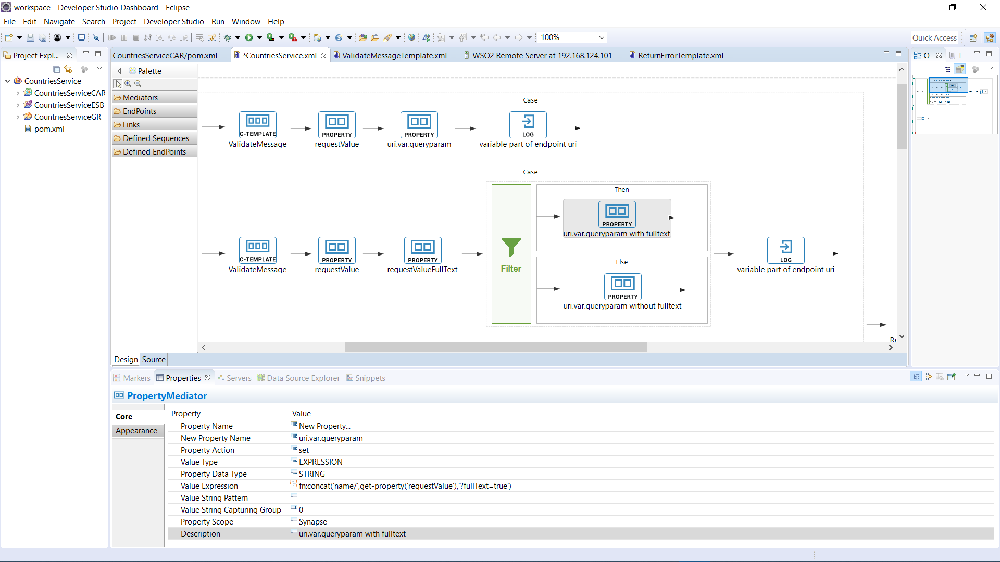 workspace - Developer Studio Dashboard - Eclipse
File Edit Navigate Search Project Developer Studio Run Window Help
100%
Quick Access
Project Expl...
CountriesService
CountriesServiceCAR
CountriesServiceESB
CountriesServiceGR
pom.xml
CountriesServiceCAR/pom.xml
*CountriesService.xml
ValidateMessageTemplate.xml
WSO2 Remote Server at 192.168.124.101
ReturnErrorTemplate.xml
O
T
Palette
Mediators
EndPoints
Links
Defined Sequences
Defined EndPoints
Case
C-TEMPLATE
ValidateMessage
PROPERTY
requestValue
PROPERTY
uri.var.queryparam
LOG
variable part of endpoint uri
Case
C-TEMPLATE
ValidateMessage
PROPERTY
requestValue
PROPERTY
requestValueFullText
Filter
Then
PROPERTY
uri.var.queryparam with fulltext
Else
PROPERTY
uri.var.queryparam without fulltext
LOG
variable part of endpoint uri
Re
Design Source
Markers Properties Servers Data Source Explorer Snippets
PropertyMediator
Core
Appearance
Property Value
Property Name New Property...
New Property Name uri.var.queryparam
Property Action set
Value Type EXPRESSION
Property Data Type STRING
Value Expression fn:concat('name/',get-property('requestValue'),'?fullText=true')
Value String Pattern
Value String Capturing Group 0
Property Scope Synapse
Description uri.var.queryparam with fulltext